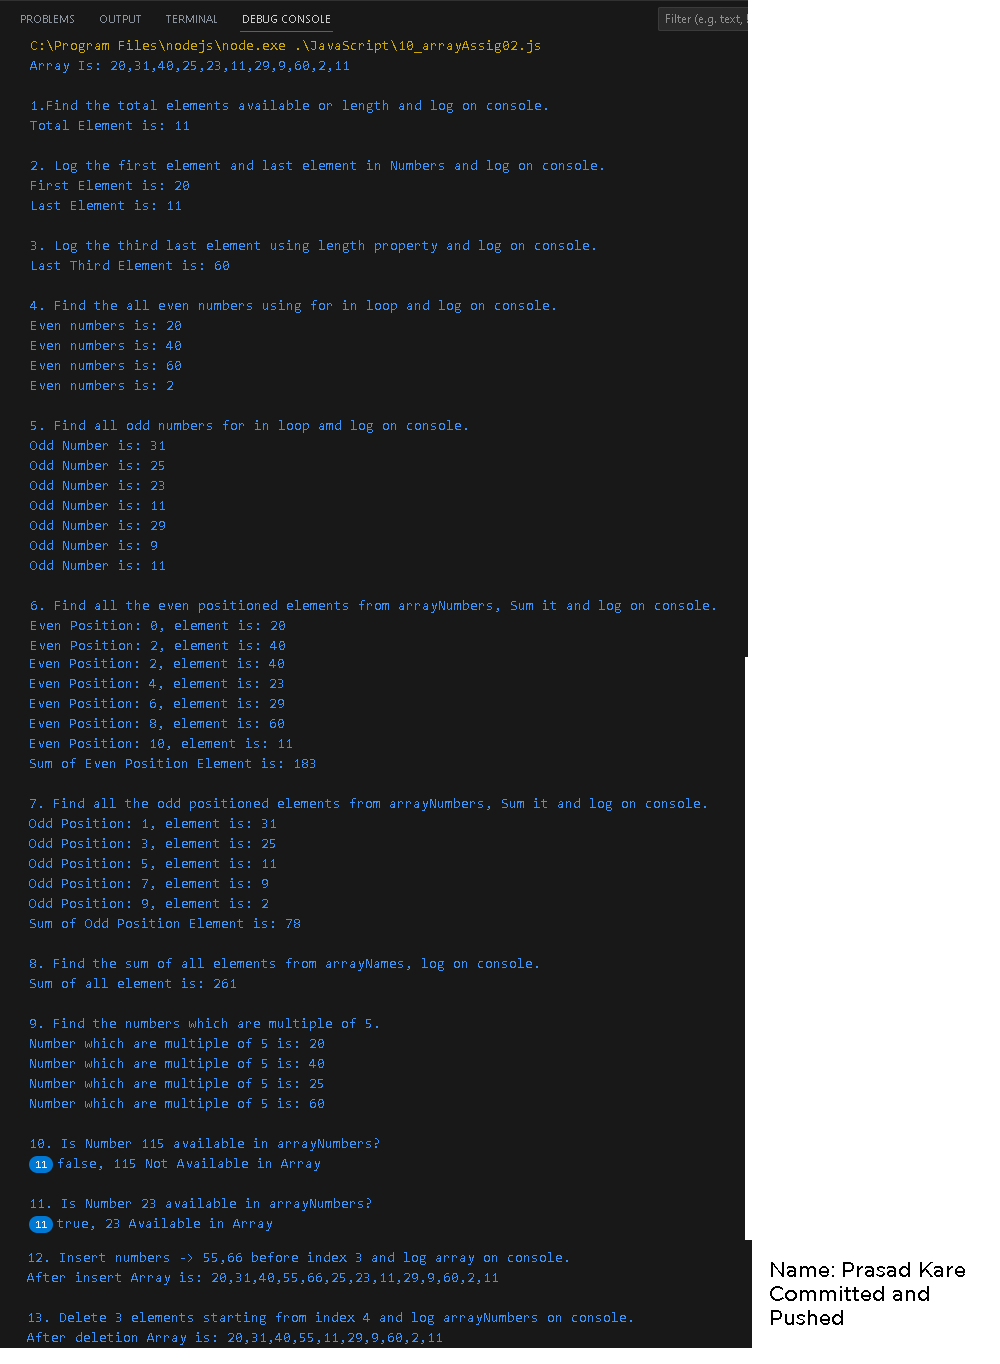 PROBLEMS OUTPUT TERMINAL DEBUG CONSOLE Filter (e.g. text,
C:\Program Files\nodejs\node.exe .\JavaScript\10_arrayAssig02.js
Array Is: 20,31,40,25,23,11,29,9,60,2,11
1.Find the total elements available or length and log on console.
Total Element is: 11
2. Log the first element and last element in Numbers and log on console.
First Element is: 20
Last Element is: 11
3. Log the third last element using length property and log on console.
Last Third Element is: 60
4. Find the all even numbers using for in loop and log on console.
Even numbers is: 20
Even numbers is: 40
Even numbers is: 60
Even numbers is: 2
5. Find all odd numbers for in loop amd log on console.
Odd Number is: 31
Odd Number is: 25
Odd Number is: 23
Odd Number is: 11
Odd Number is: 29
Odd Number is: 9
Odd Number is: 11
6. Find all the even positioned elements from arrayNumbers, Sum it and log on console.
Even Position: 0, element is: 20
Even Position: 2, element is: 40
Even Position: 2, element is: 40
Even Position: 4, element is: 23
Even Position: 6, element is: 29
Even Position: 8, element is: 60
Even Position: 10, element is: 11
Sum of Even Position Element is: 183
7. Find all the odd positioned elements from arrayNumbers, Sum it and log on console.
Odd Position: 1, element is: 31
Odd Position: 3, element is: 25
Odd Position: 5, element is: 11
Odd Position: 7, element is: 9
Odd Position: 9, element is: 2
Sum of Odd Position Element is: 78
8. Find the sum of all elements from arrayNames, log on console.
Sum of all element is: 261
9. Find the numbers which are multiple of 5.
Number which are multiple of 5 is: 20
Number which are multiple of 5 is: 40
Number which are multiple of 5 is: 25
Number which are multiple of 5 is: 60
10. Is Number 115 available in arrayNumbers?
11 false, 115 Not Available in Array
11. Is Number 23 available in arrayNumbers?
11 true, 23 Available in Array
12. Insert numbers -> 55,66 before index 3 and log array on console.
After insert Array is: 20,31,40,55,66,25,23,11,29,9,60,2,11
13. Delete 3 elements starting from index 4 and log arrayNumbers on console.
After deletion Array is: 20,31,40,55,11,29,9,60,2,11
Name: Prasad Kare
Committed and
Pushed